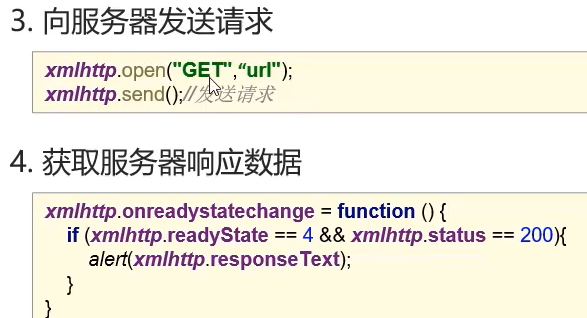 3. 向服务器发送请求
xmlhttp.open("GET",“url");
xmlhttp.send();//发送请求
4. 获取服务器响应数据
xmlhttp.onreadystatechange = function () {
if (xmlhttp.readyState == 4 && xmlhttp.status == 200){
alert(xmlhttp.responseText);
}
}